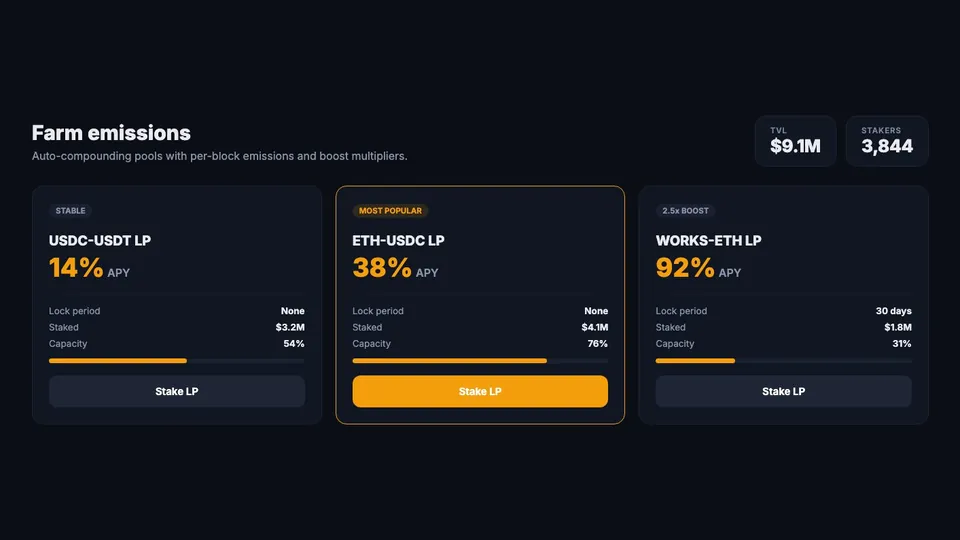 Farm emissions
Auto-compounding pools with per-block emissions and boost multipliers.
TVL
$9.1M
STAKERS
3,844
STABLE
USDC-USDT LP
14% APY
Lock period None
Staked $3.2M
Capacity 54%
Stake LP
MOST POPULAR
ETH-USDC LP
38% APY
Lock period None
Staked $4.1M
Capacity 76%
Stake LP
2.5x BOOST
WORKS-ETH LP
92% APY
Lock period 30 days
Staked $1.8M
Capacity 31%
Stake LP